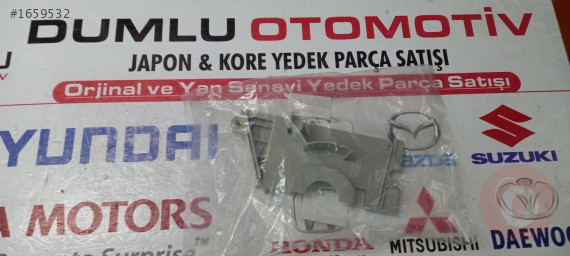 #1659532
DUMLU OTOMOTİV
JAPON & KORE YEDEK PARÇA SATIŞI
Orjinal ve Yan Sanayi Yedek Parça Satışı
HYUNDAI
mazda
SUZUKI
A MOTORS
Surprise™
HONDA
MITSUBISHI
DAEWOO